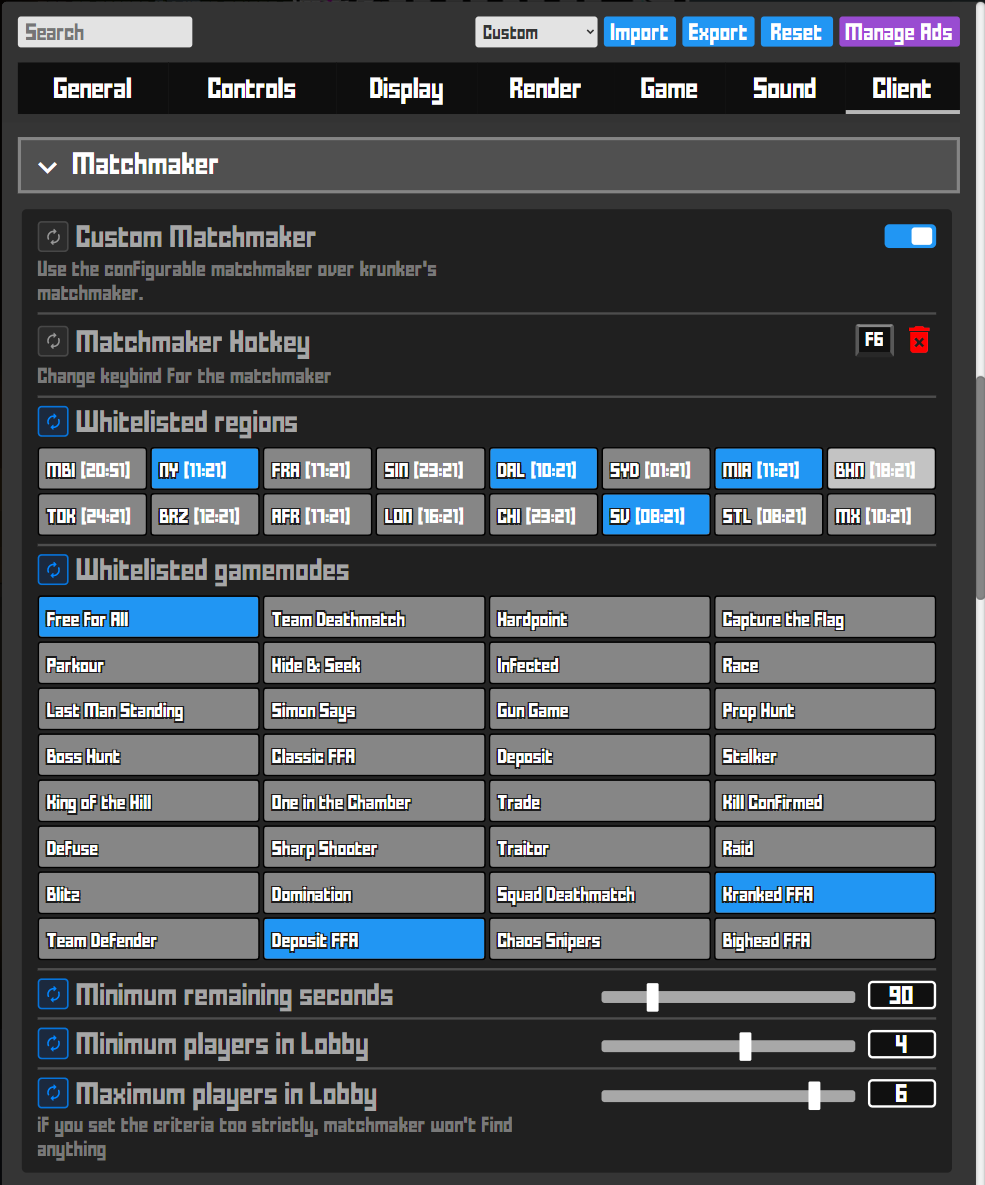 Search Custom Import Export Reset Manage Ads
General Controls Display Render Game Sound Client
Matchmaker
Custom Matchmaker
Use the configurable matchmaker over krunker's
matchmaker.
Matchmaker Hotkey F6
Change keybind for the matchmaker
Whitelisted regions
MBI [20:51] NY [11:21] FRA [17:21] SIN [23:21] DAL [10:21] SYD [01:21] MIA [11:21] BHN [18:21]
TOK [24:21] BRZ [12:21] AFR [17:21] LON [16:21] CHI [23:21] SV [08:21] STL [08:21] MX [10:21]
Whitelisted gamemodes
Free for All Team Deathmatch Hardpoint Capture the Flag
Parkour Hide & Seek Infected Race
Last Man Standing Simon Says Gun Game Prop Hunt
Boss Hunt Classic FFA Deposit Stalker
King of the Hill One in the Chamber Trade Kill Confirmed
Defuse Sharp Shooter Traitor Raid
Blitz Domination Squad Deathmatch Kranked FFA
Team Defender Deposit FFA Chaos Snipers Bighead FFA
Minimum remaining seconds 90
Minimum players in Lobby 4
Maximum players in Lobby 6
if you set the criteria too strictly, matchmaker won't find
anything